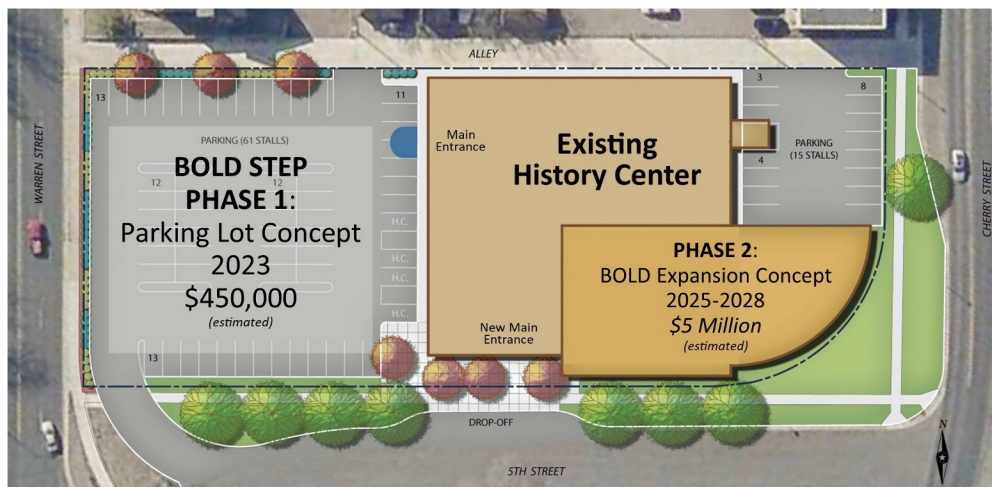 ALLEY
WARREN STREET
13
11
PARKING (61 STALLS)
BOLD STEP
PHASE 1:
12
12
Parking Lot Concept
2023
$450,000
(estimated)
13
H.C.
H.C.
H.C.
H.C.
Main
Entrance
Existing
History Center
New Main
Entrance
3
8
4
PARKING
(15 STALLS)
PHASE 2:
BOLD Expansion Concept
2025-2028
$5 Million
(estimated)
CHERRY STREET
DROP-OFF
5TH STREET
N